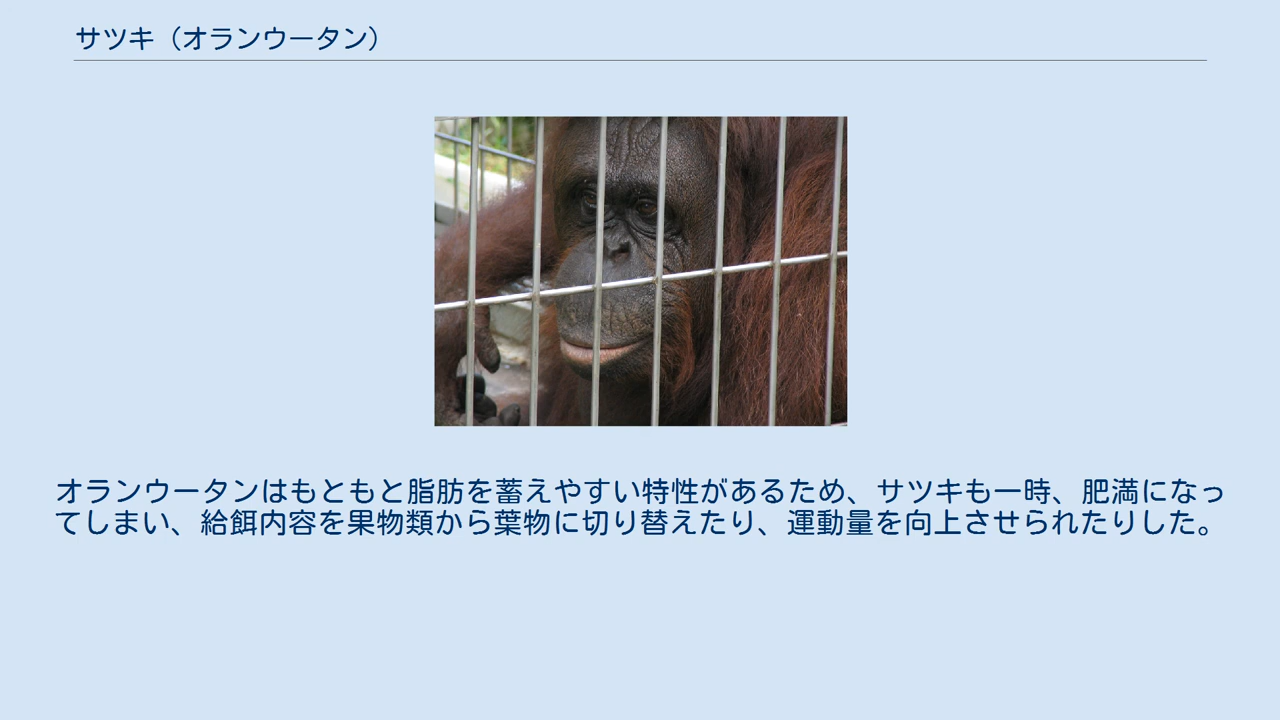 サツキ（オランウータン）
オランウータンはもともと脂肪を蓄えやすい特性があるため、サツキも一時、肥満になっ
てしまい、給餌内容を果物類から葉物に切り替えたり、運動量を向上させられたりした。